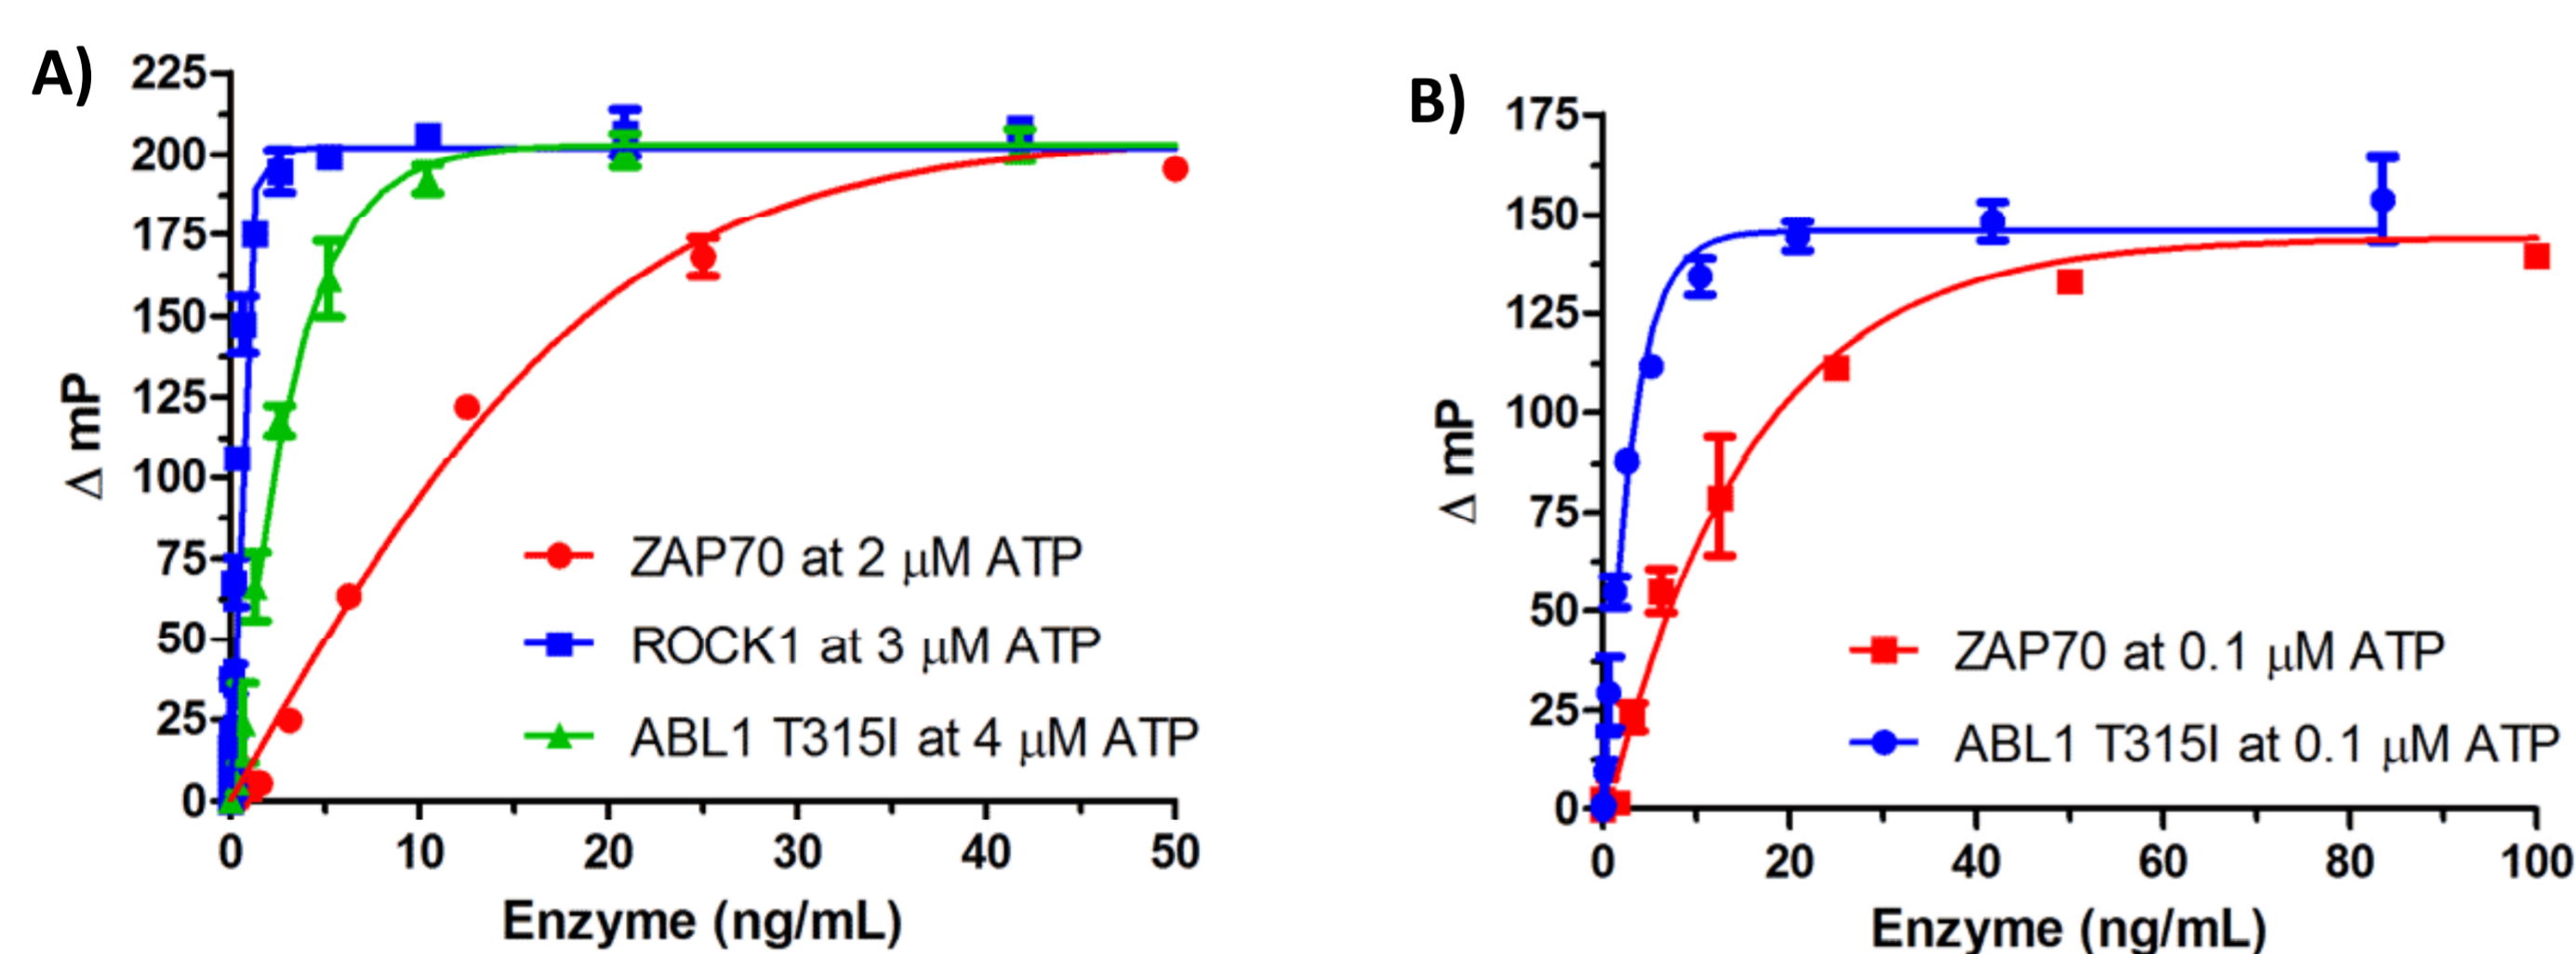 A)
225
200
175
150
125
100
75
50
25
0
Δ mP
ZAP70 at 2 μM ATP
ROCK1 at 3 μM ATP
ABL1 T315I at 4 μM ATP
0 10 20 30 40 50
Enzyme (ng/mL)
B)
175
150
125
100
75
50
25
0
Δ mP
ZAP70 at 0.1 μM ATP
ABL1 T315I at 0.1 μM ATP
0 20 40 60 80 100
Enzyme (ng/mL)